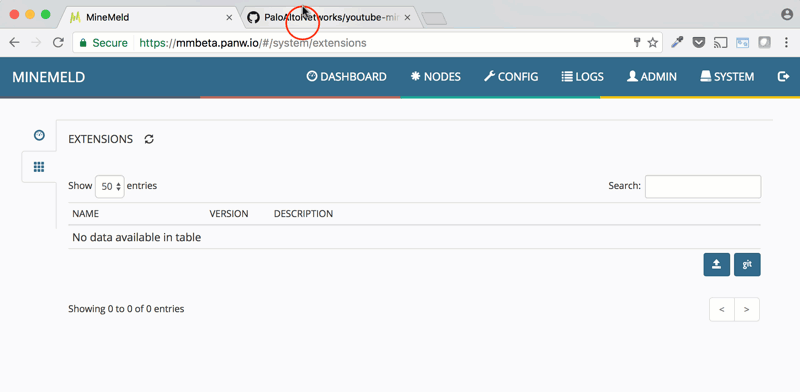 MineMeld
PaloAltoNetworks/youtube-mi
Secure https://mmbeta.panw.io/#/system/extensions
MINEMELD DASHBOARD NODES CONFIG LOGS ADMIN SYSTEM
EXTENSIONS
Show 50 entries Search:
NAME VERSION DESCRIPTION
No data available in table
git
Showing 0 to 0 of 0 entries < >